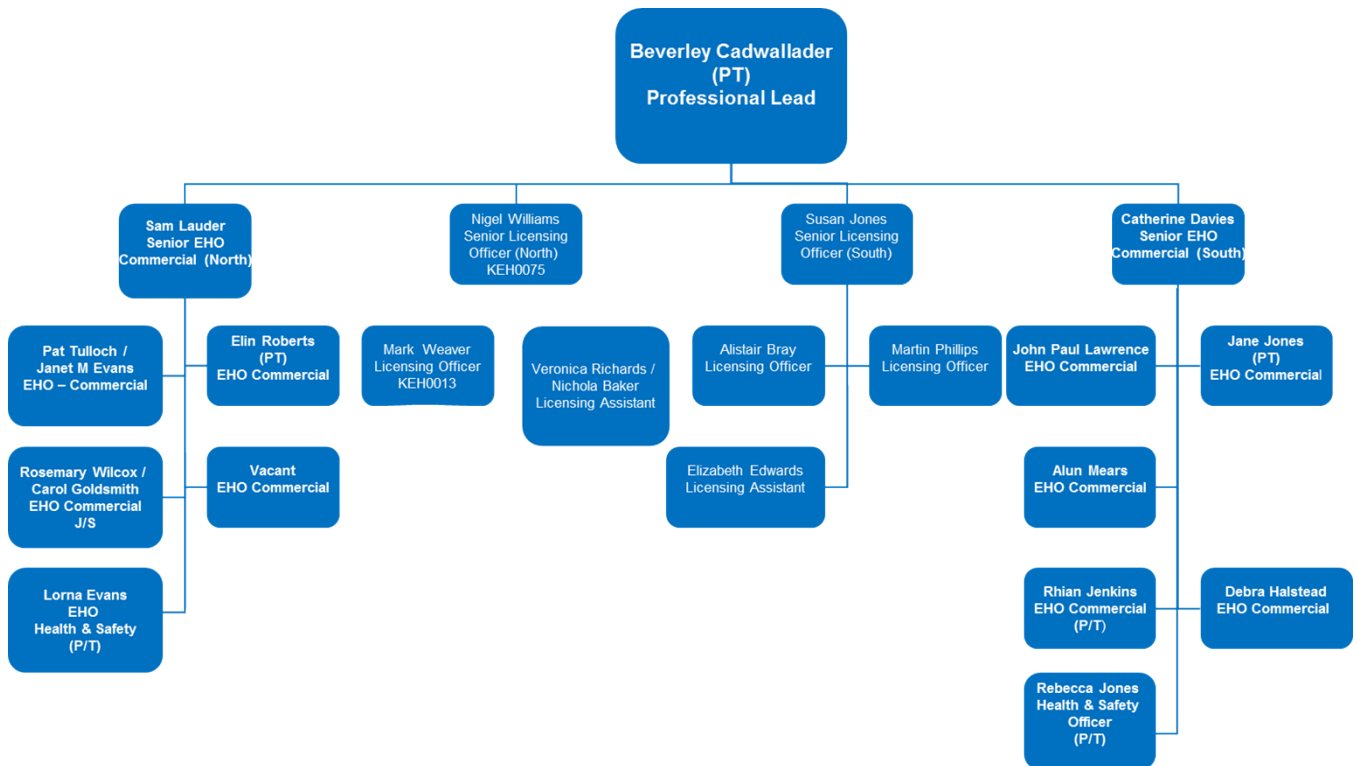 Beverley Cadwallader
(PT)
Professional Lead
Sam Lauder
Senior EHO
Commercial (North)
Nigel Williams
Senior Licensing
Officer (North)
KEH0075
Susan Jones
Senior Licensing
Officer (South)
Catherine Davies
Senior EHO
Commercial (South)
Pat Tulloch /
Janet M Evans
EHO – Commercial
Elin Roberts
(PT)
EHO Commercial
Mark Weaver
Licensing Officer
KEH0013
Veronica Richards /
Nichola Baker
Licensing Assistant
Alistair Bray
Licensing Officer
Martin Phillips
Licensing Officer
John Paul Lawrence
EHO Commercial
Jane Jones
(PT)
EHO Commercial
Rosemary Wilcox /
Carol Goldsmith
EHO Commercial
J/S
Vacant
EHO Commercial
Elizabeth Edwards
Licensing Assistant
Alun Mears
EHO Commercial
Lorna Evans
EHO
Health & Safety
(P/T)
Rhian Jenkins
EHO Commercial
(P/T)
Debra Halstead
EHO Commercial
Rebecca Jones
Health & Safety
Officer
(P/T)